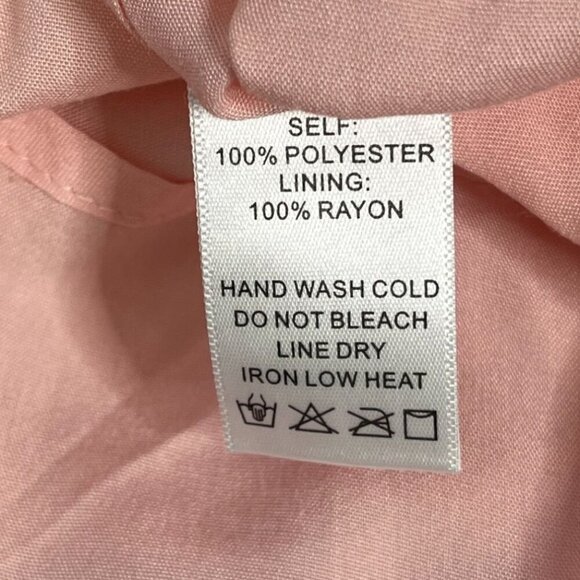 SELF:
100% POLYESTER
LINING:
100% RAYON
HAND WASH COLD
DO NOT BLEACH
LINE DRY
IRON LOW HEAT